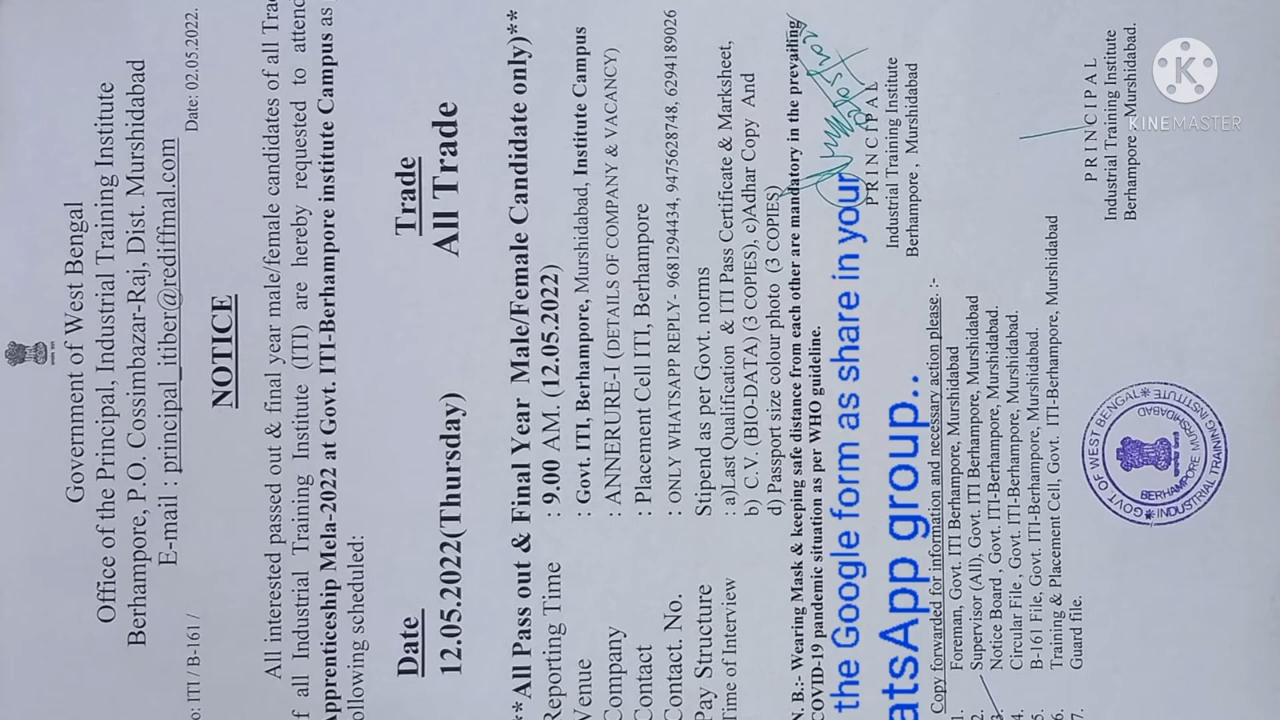 Government of West Bengal
Office of the Principal, Industrial Training Institute
Berhampore, P.O. Cossimbazar-Raj, Dist. Murshidabad
E-mail : principal_itiber@rediffmal.com
o: ITI / B-161 / Date: 02.05.2022.
NOTICE
All interested passed out & final year male/female candidates of all Tra
f all Industrial Training Institute (ITI) are hereby requested to atten
Apprenticeship Mela-2022 at Govt. ITI-Berhampore institute Campus as
ollowing scheduled:
Date Trade
12.05.2022(Thursday) All Trade
**All Pass out & Final Year Male/Female Candidate only)**
Reporting Time : 9.00 AM. (12.05.2022)
Venue : Govt. ITI, Berhampore, Murshidabad, Institute Campus
Company : ANNERURE-I (DETAILS OF COMPANY & VACANCY)
Contact : Placement Cell ITI, Berhampore
Contact. No. : ONLY WHATSAPP REPLY- 9681294434, 9475628748, 6294189026
Pay Structure Stipend as per Govt. norms
Time of Interview : a)Last Qualification & ITI Pass Certificate & Marksheet,
b) C.V. (BIO-DATA) (3 COPIES), c)Adhar Copy And
d) Passport size colour photo (3 COPIES)
N. B.:- Wearing Mask & keeping safe distance from each other are mandatory in the prevailing
COVID-19 pandemic situation as per WHO guideline.
the Google form as share in your
atsApp group..
PRINCIPAL
Industrial Training Institute
Berhampore , Murshidabad
Copy forwarded for information and necessary action please. :-
1. Foreman, Govt. ITI Berhampore, Murshidabad
2. Supervisor (All), Govt. ITI Berhampore, Murshidabad
3. Notice Board , Govt. ITI-Berhampore, Murshidabad.
4. Circular File , Govt. ITI-Berhampore, Murshidabad.
5. B-161 File, Govt. ITI-Berhampore, Murshidabad.
6. Training & Placement Cell, Govt. ITI-Berhampore, Murshidabad
7. Guard file.
PRINCIPAL
Industrial Training Institute
Berhampore , Murshidabad.
GOVT OF WEST BENGAL
INDUSTRIAL TRAINING INSTITUTE
BERHAMPORE MURSHIDABAD
K
KINEMASTER